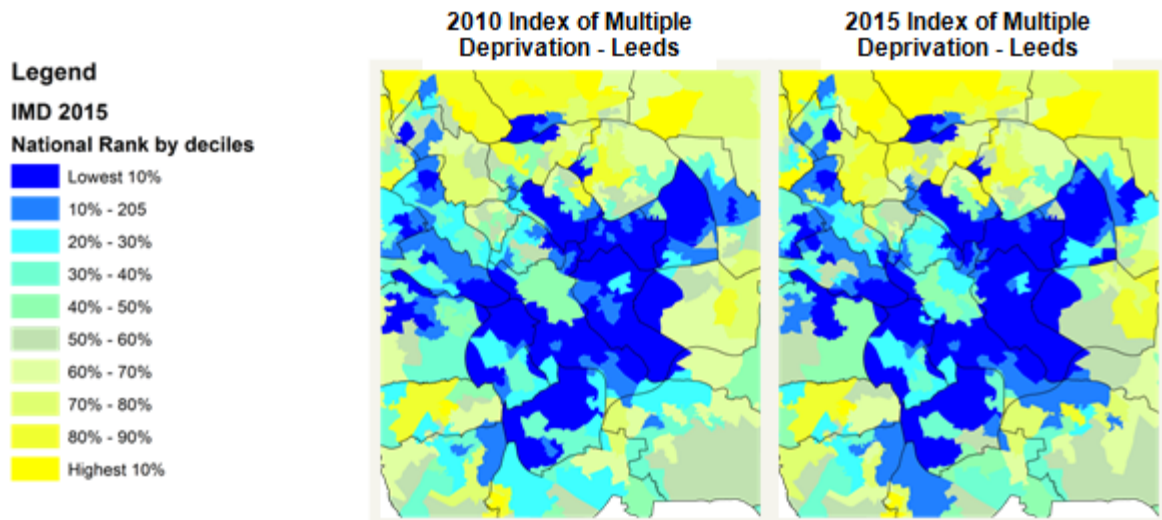 2010 Index of Multiple
Deprivation - Leeds
2015 Index of Multiple
Deprivation - Leeds
Legend
IMD 2015
National Rank by deciles
Lowest 10%
10% - 205
20% - 30%
30% - 40%
40% - 50%
50% - 60%
60% - 70%
70% - 80%
80% - 90%
Highest 10%